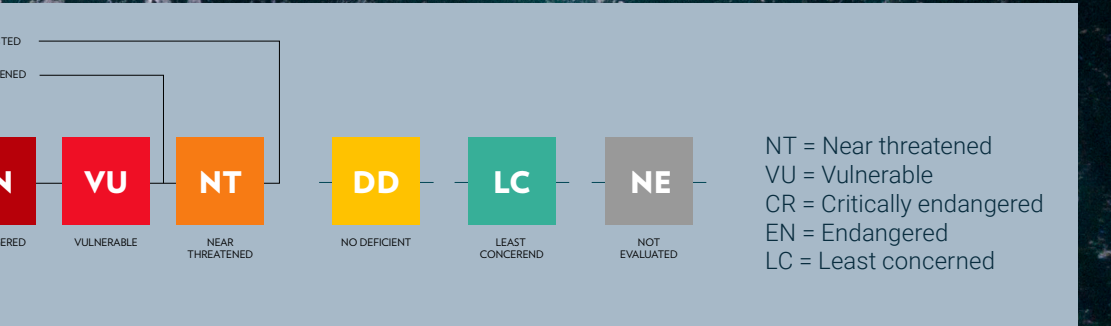 TED
ENED
N
VU
NT
DD
LC
NE
ERED
VULNERABLE
NEAR
THREATENED
NO DEFICIENT
LEAST
CONCEREND
NOT
EVALUATED
NT = Near threatened
VU = Vulnerable
CR = Critically endangered
EN = Endangered
LC = Least concerned